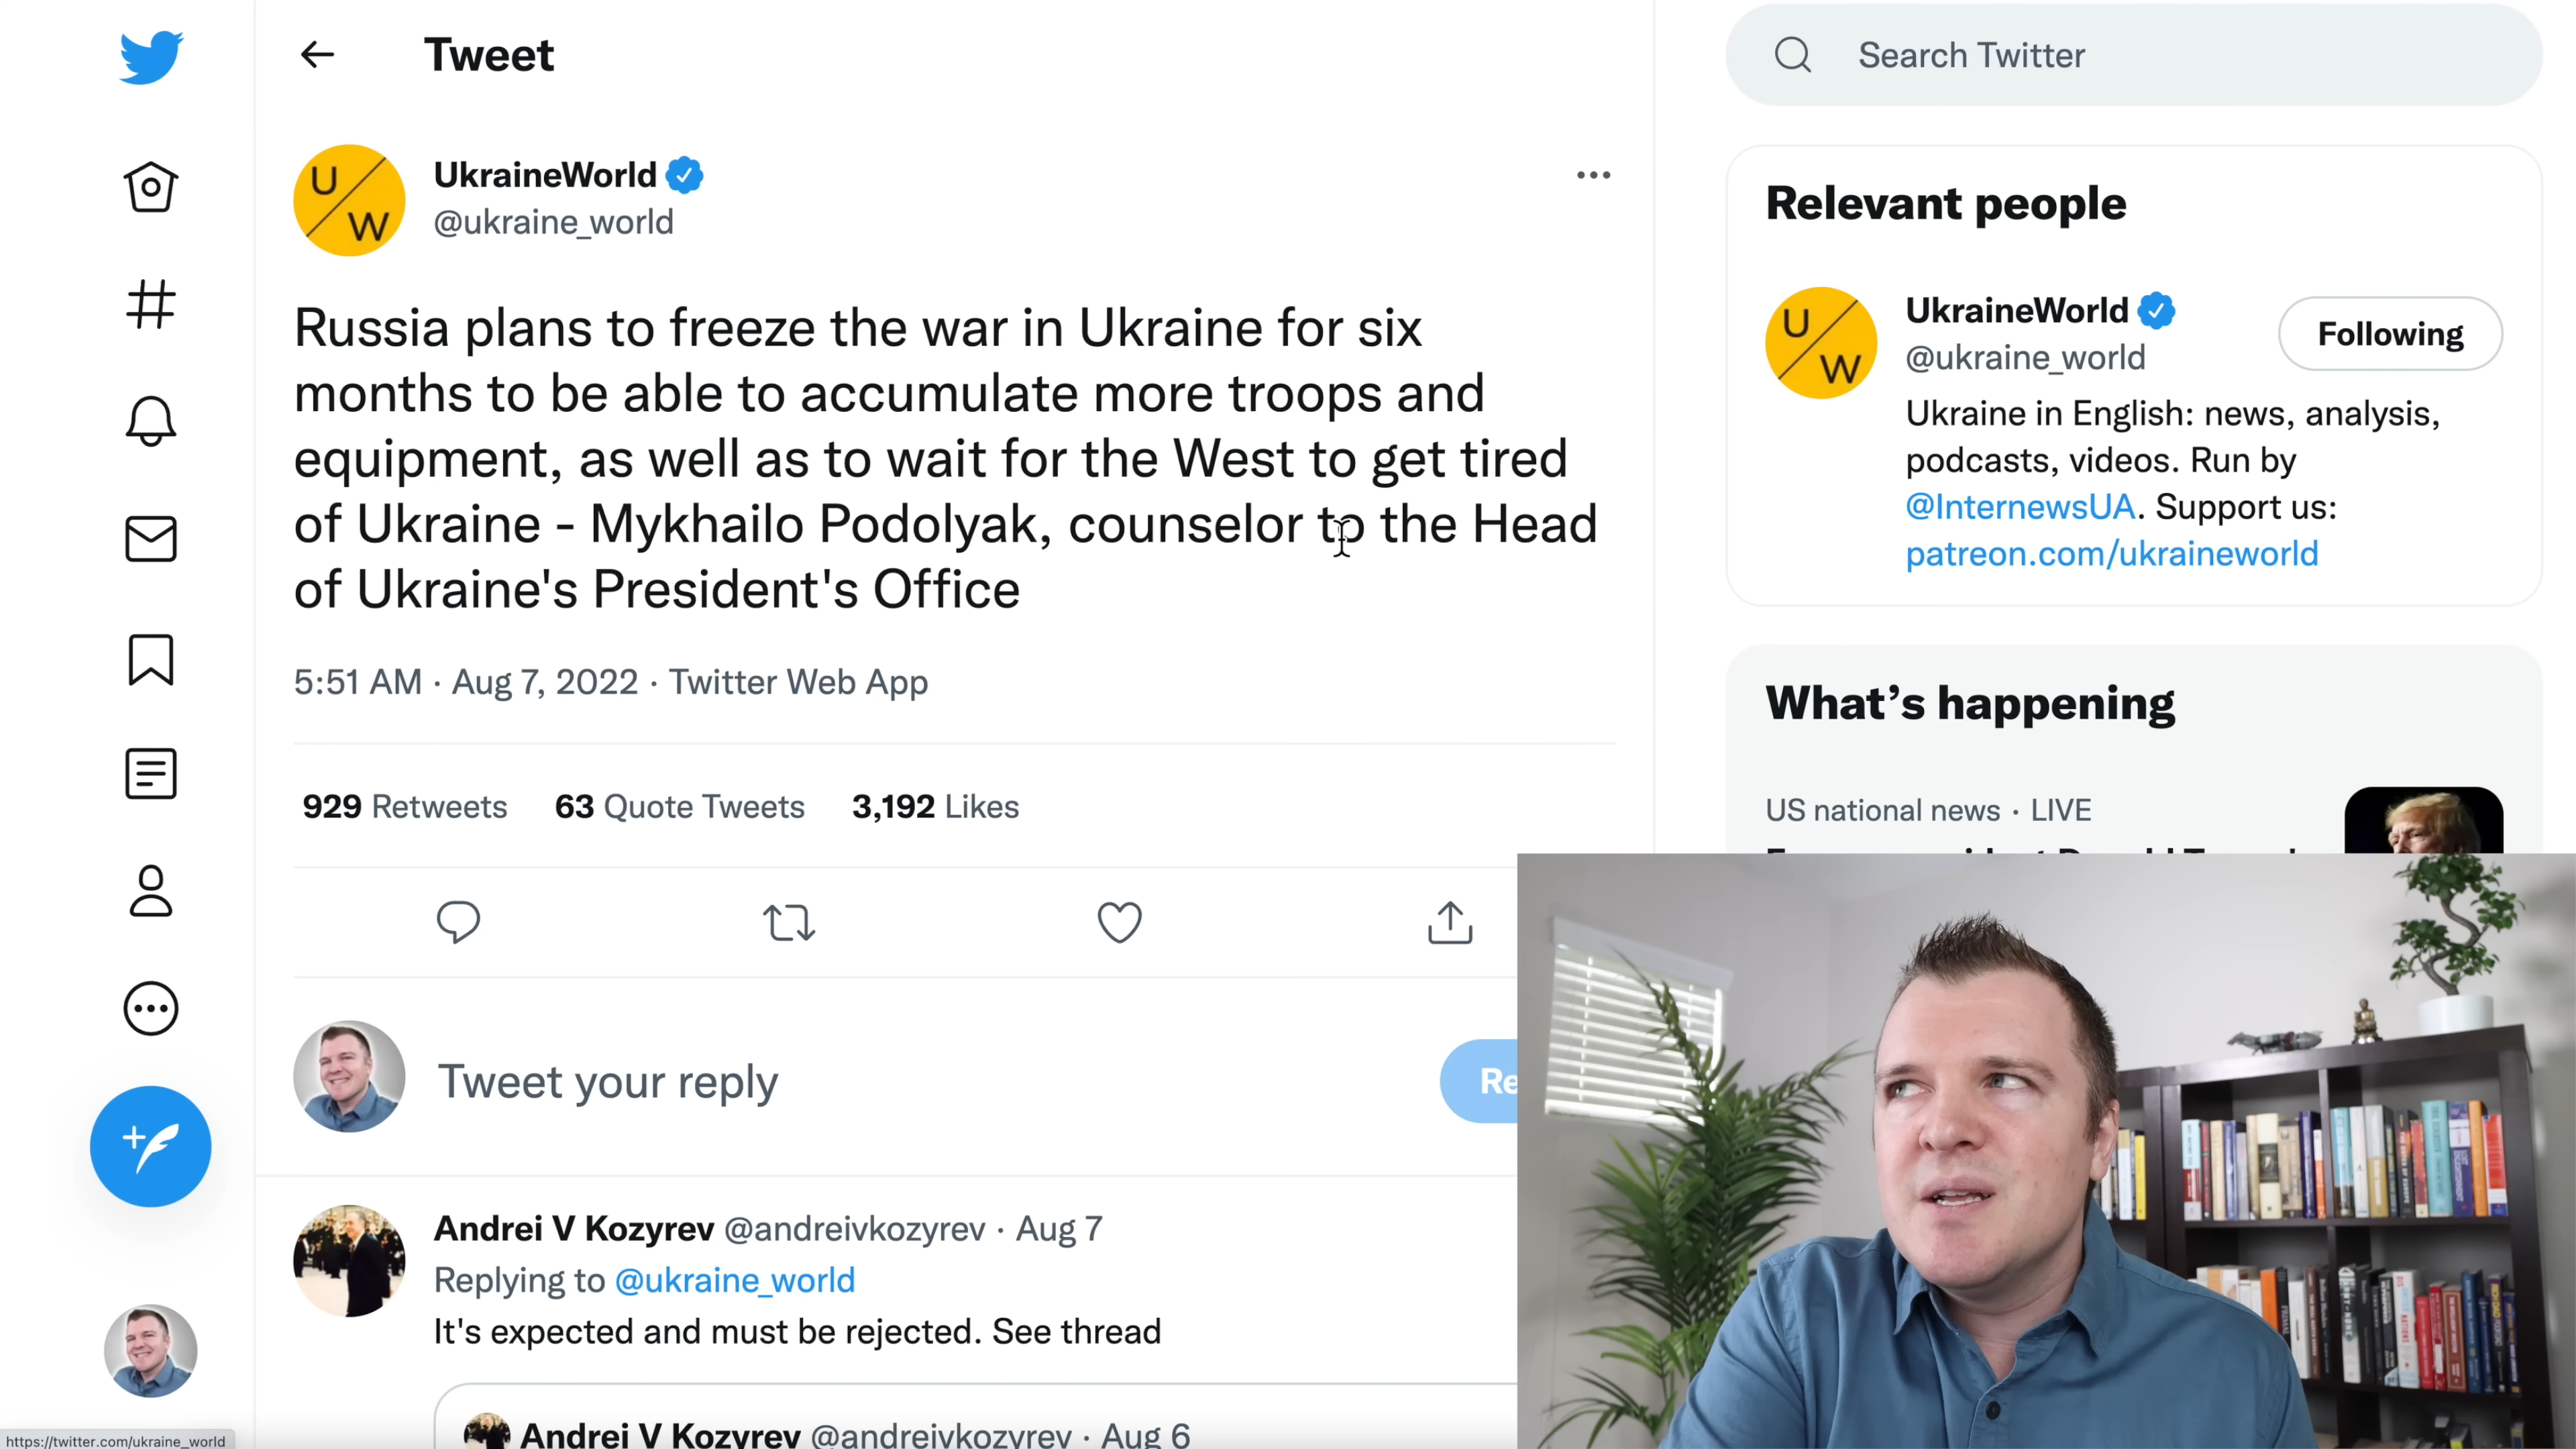 Tweet
UkraineWorld
@ukraine_world
Russia plans to freeze the war in Ukraine for six
months to be able to accumulate more troops and
equipment, as well as to wait for the West to get tired
of Ukraine - Mykhailo Podolyak, counselor to the Head
of Ukraine's President's Office
5:51 AM · Aug 7, 2022 · Twitter Web App
929 Retweets 63 Quote Tweets 3,192 Likes
Tweet your reply
Re
Andrei V Kozyrev @andreivkozyrev · Aug 7
Replying to @ukraine_world
It's expected and must be rejected. See thread
Andrei V Kozyrev @andreivkozyrev · Aug 6
https://twitter.com/ukraine_world
Search Twitter
Relevant people
UkraineWorld
@ukraine_world
Following
Ukraine in English: news, analysis,
podcasts, videos. Run by
@InternewsUA. Support us:
patreon.com/ukraineworld
What's happening
US national news · LIVE
U
W
U
W